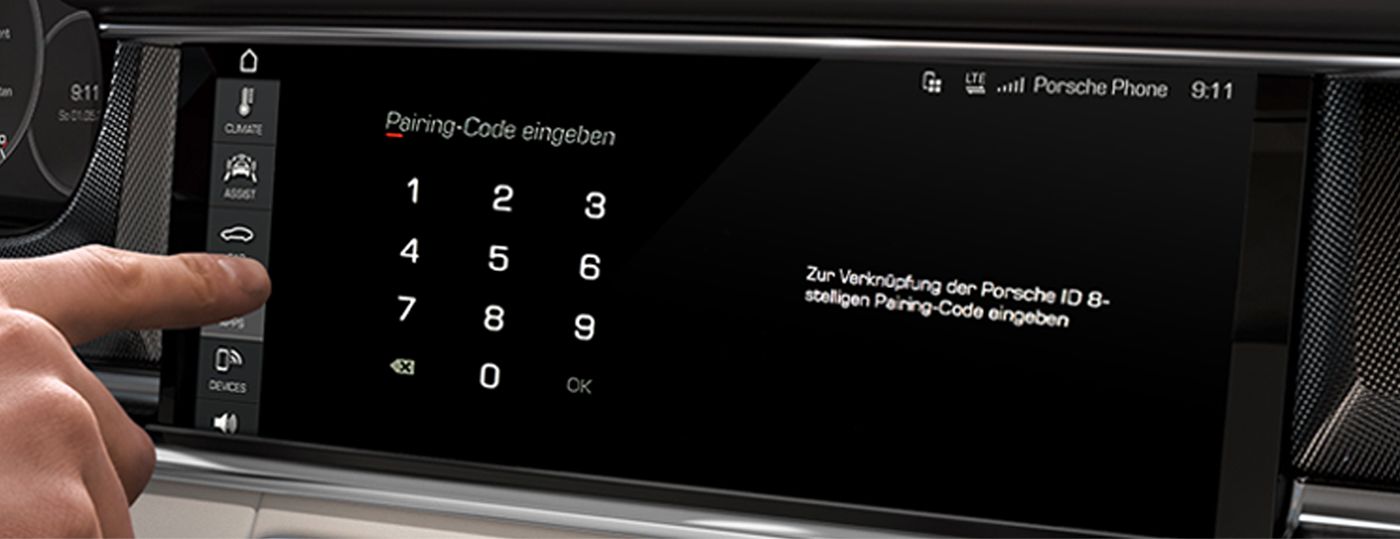 9:11
CLIMATE
ASSIST
APPS
DEVICES
LTE
Porsche Phone 9:11
Pairing-Code eingeben
1 2 3
4 5 6
7 8 9
0 OK
Zur Verknüpfung der Porsche ID 8-
stelligen Pairing-Code eingeben